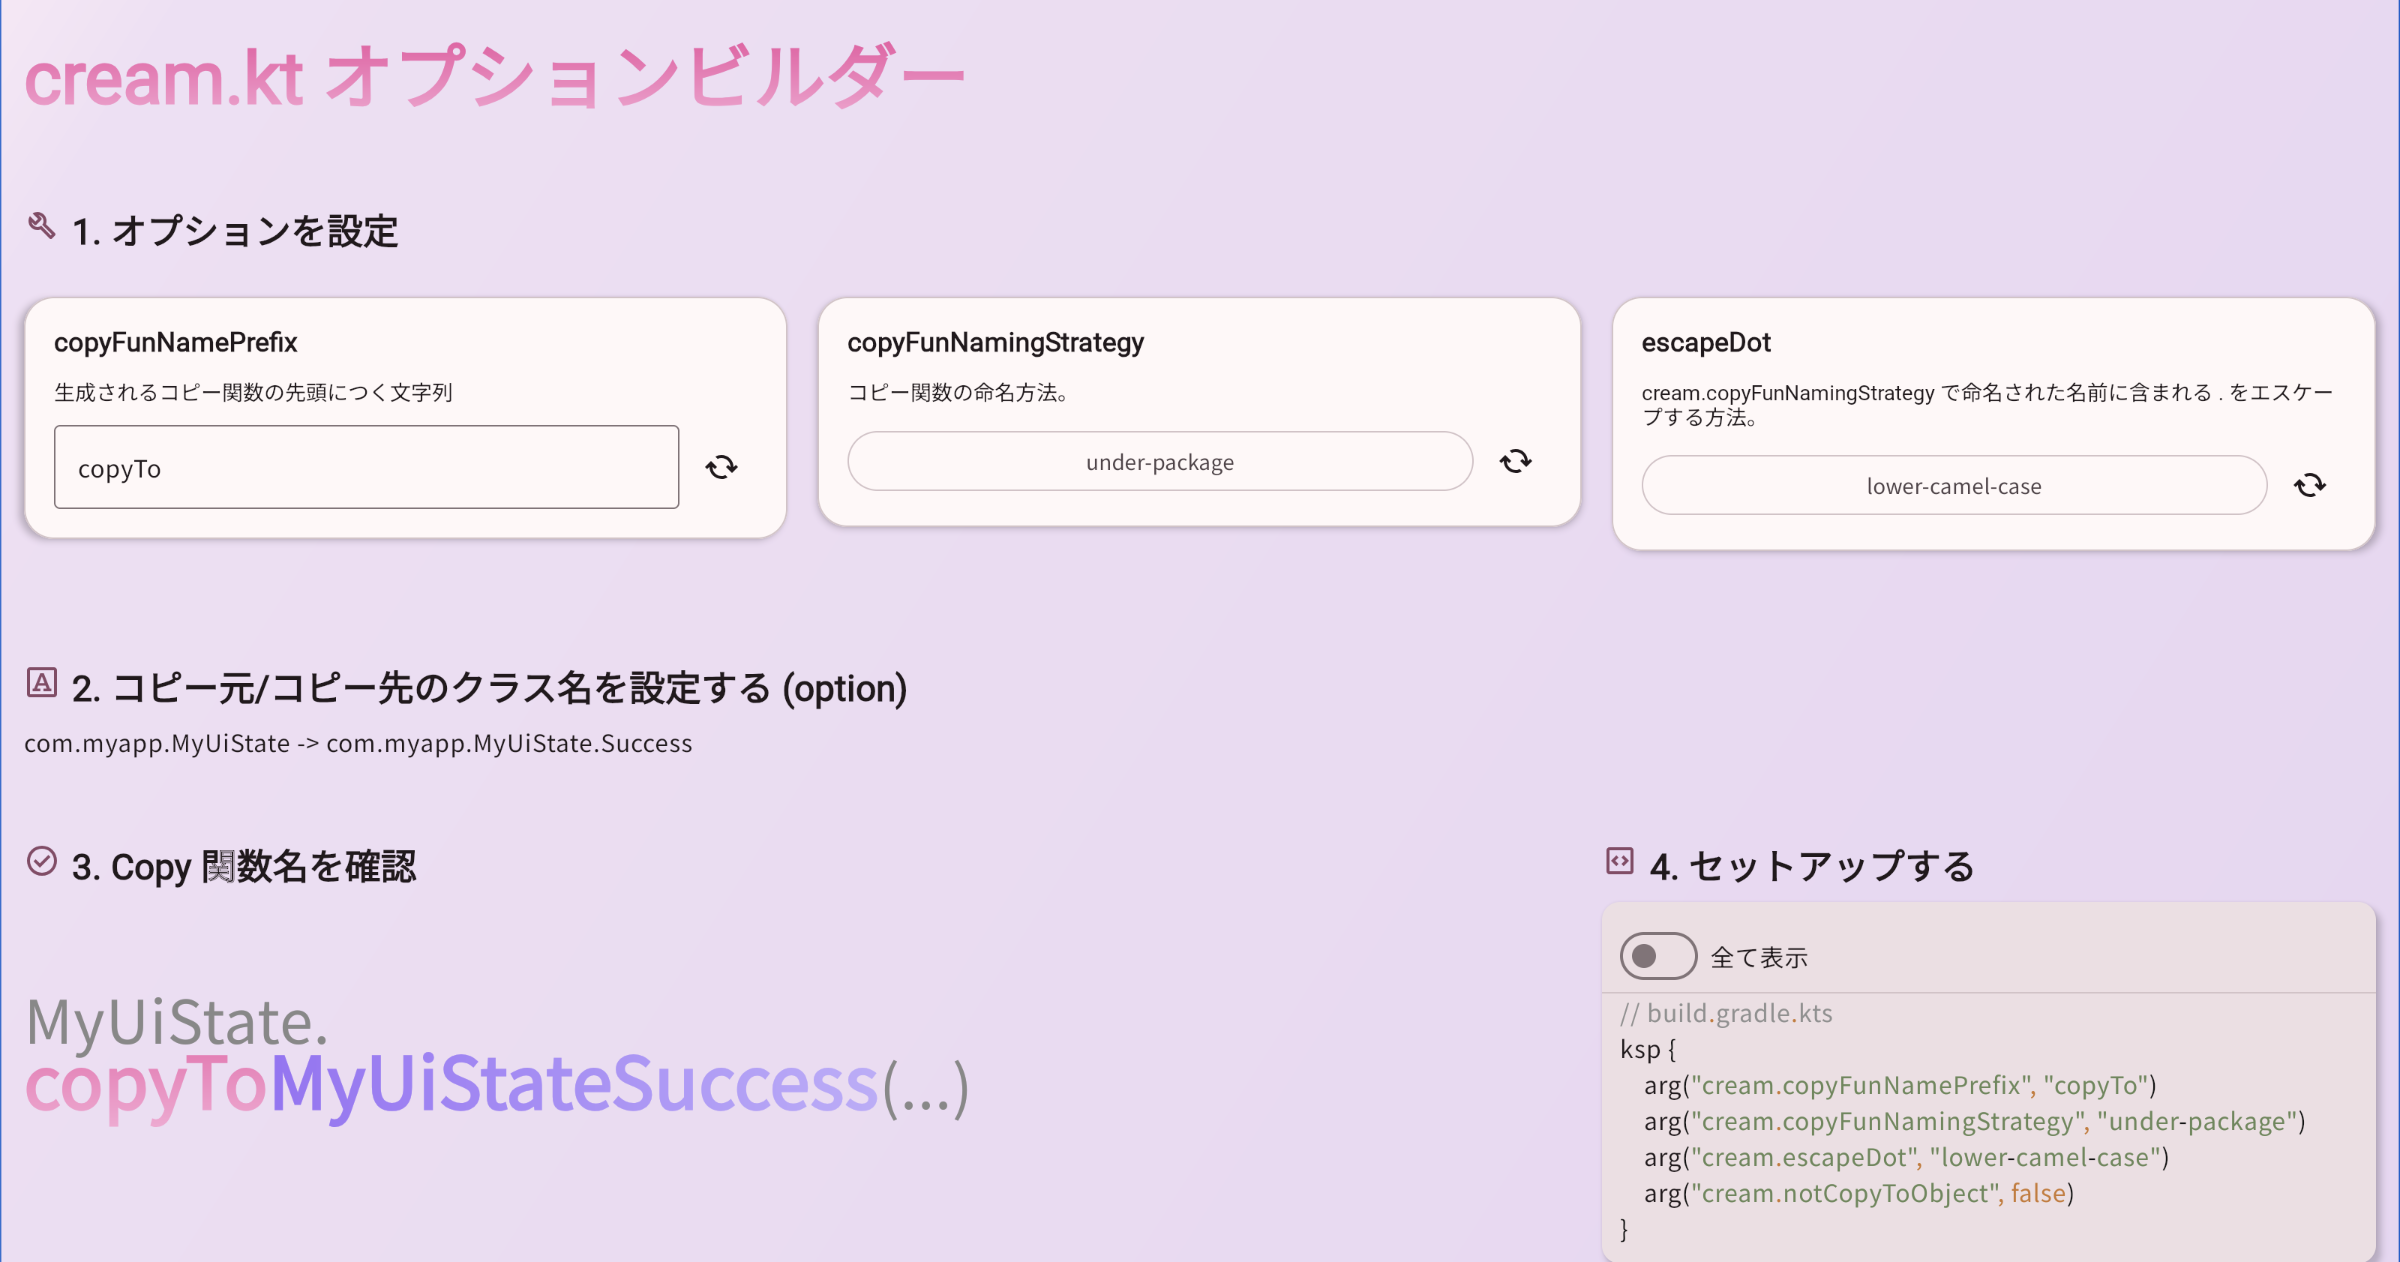 cream.kt オプションビルダー
1. オプションを設定
copyFunNamePrefix
生成されるコピー関数の先頭につく文字列
copyTo
copyFunNamingStrategy
コピー関数の命名方法。
under-package
escapeDot
cream.copyFunNamingStrategy で命名された名前に含まれる . をエスケー
プする方法。
lower-camel-case
2. コピー元/コピー先のクラス名を設定する (option)
com.myapp.MyUiState -> com.myapp.MyUiState.Success
3. Copy 関数名を確認
MyUiState.
copyToMyUiStateSuccess(...)
4. セットアップする
全て表示
// build.gradle.kts
ksp {
    arg("cream.copyFunNamePrefix", "copyTo")
    arg("cream.copyFunNamingStrategy", "under-package")
    arg("cream.escapeDot", "lower-camel-case")
    arg("cream.notCopyToObject", false)
}